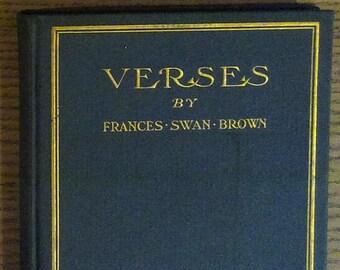 VERSES
BY
FRANCES · SWAN · BROWN